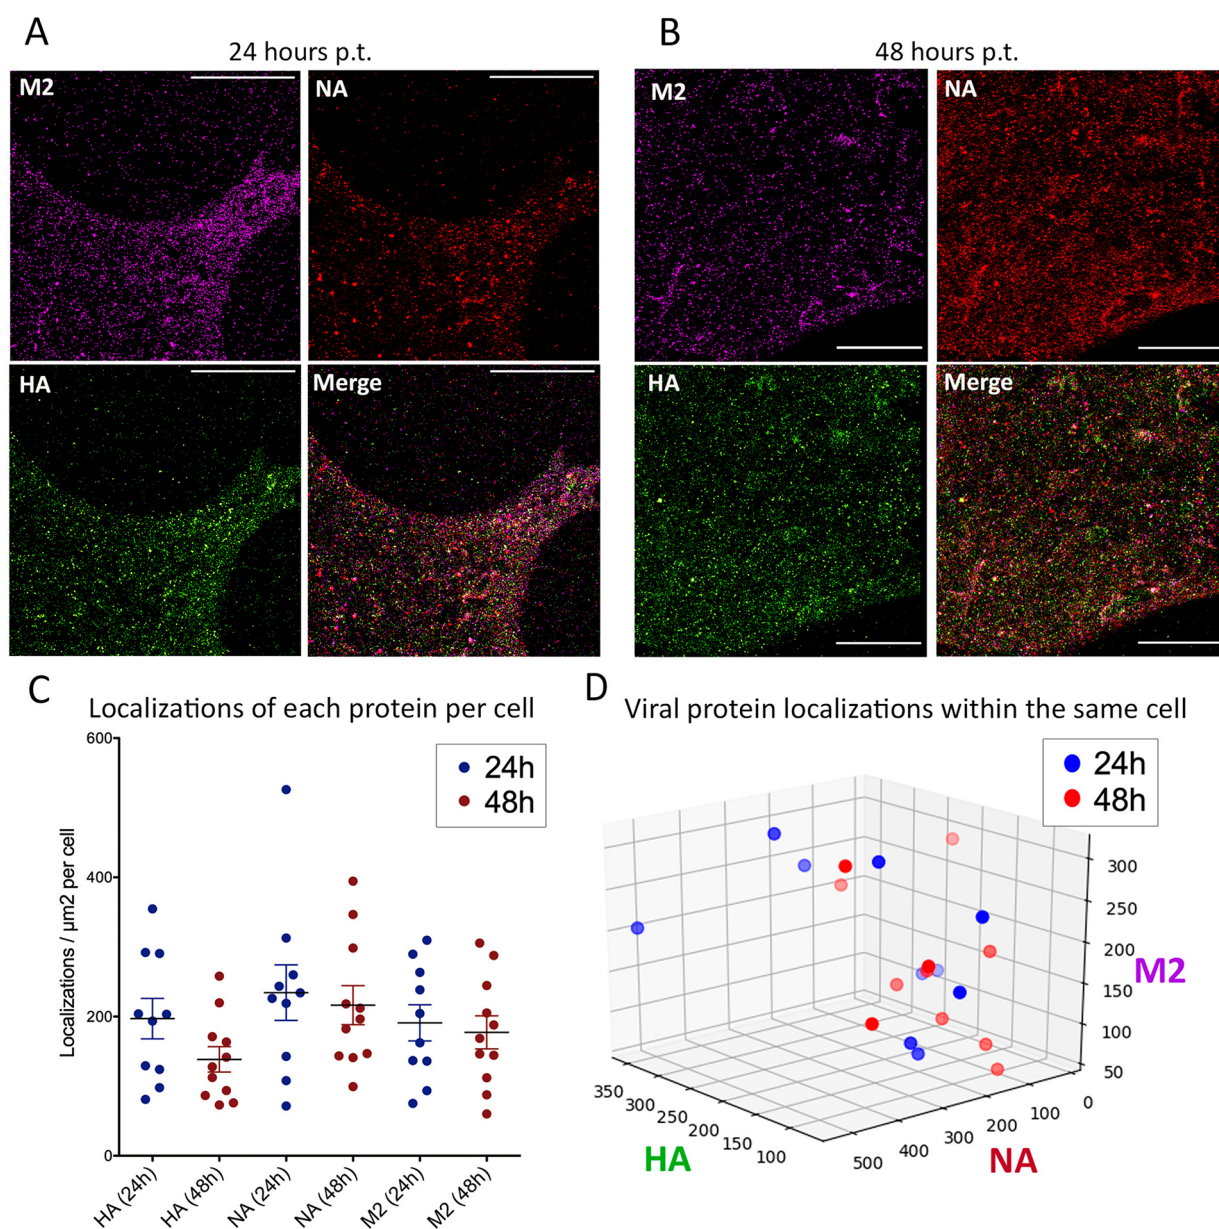 A
24 hours p.t.
M2
NA
HA
Merge
B
48 hours p.t.
M2
NA
HA
Merge
C
Localizations of each protein per cell
600
400
200
0
Localizations / µm2 per cell
24h
48h
HA (24h)
HA (48h)
NA (24h)
NA (48h)
M2 (24h)
M2 (48h)
D
Viral protein localizations within the same cell
24h
48h
300
250
200
150
100
50
M2
350
300
250
200
150
100
HA
500
400
300
200
100
0
NA